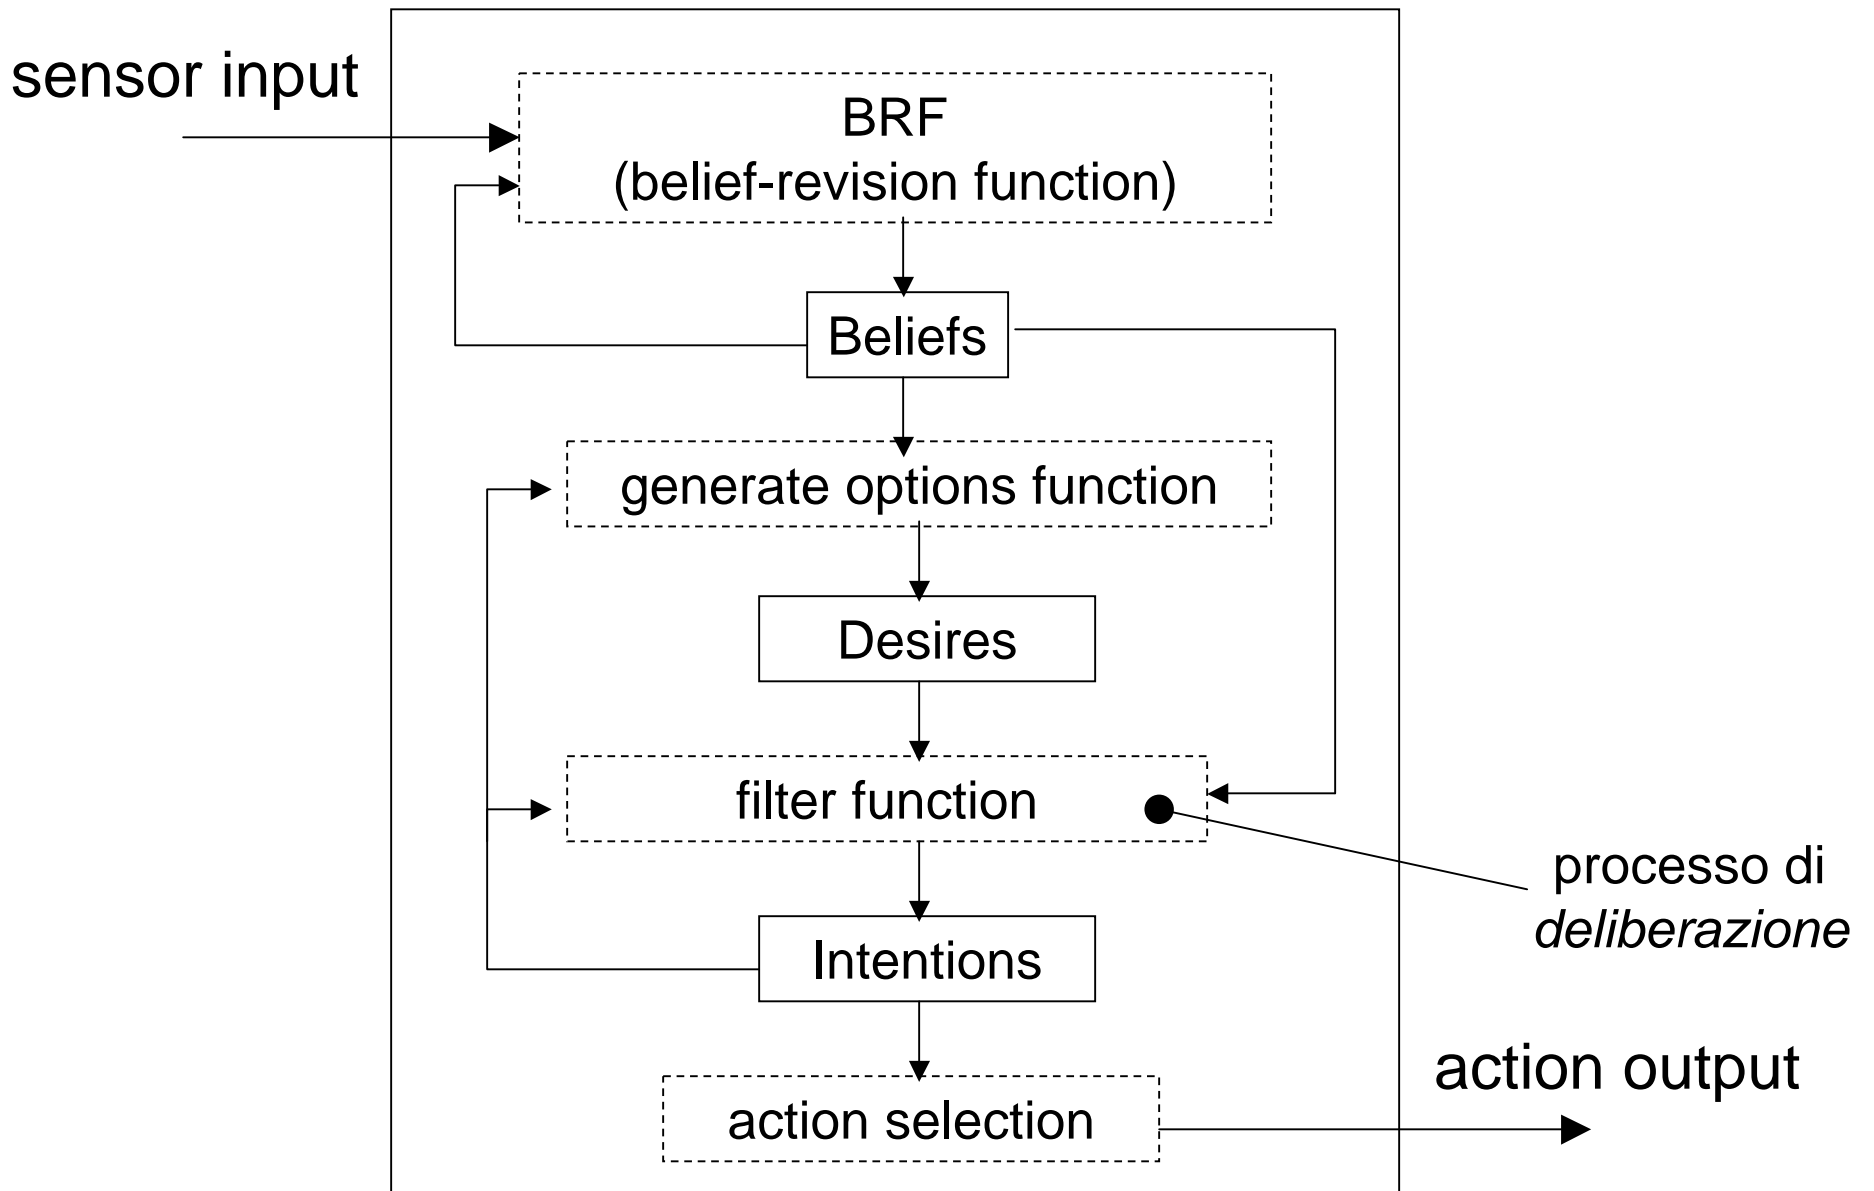 sensor input
BRF
(belief-revision function)
Beliefs
generate options function
Desires
filter function
processo di
deliberazione
Intentions
action output
action selection